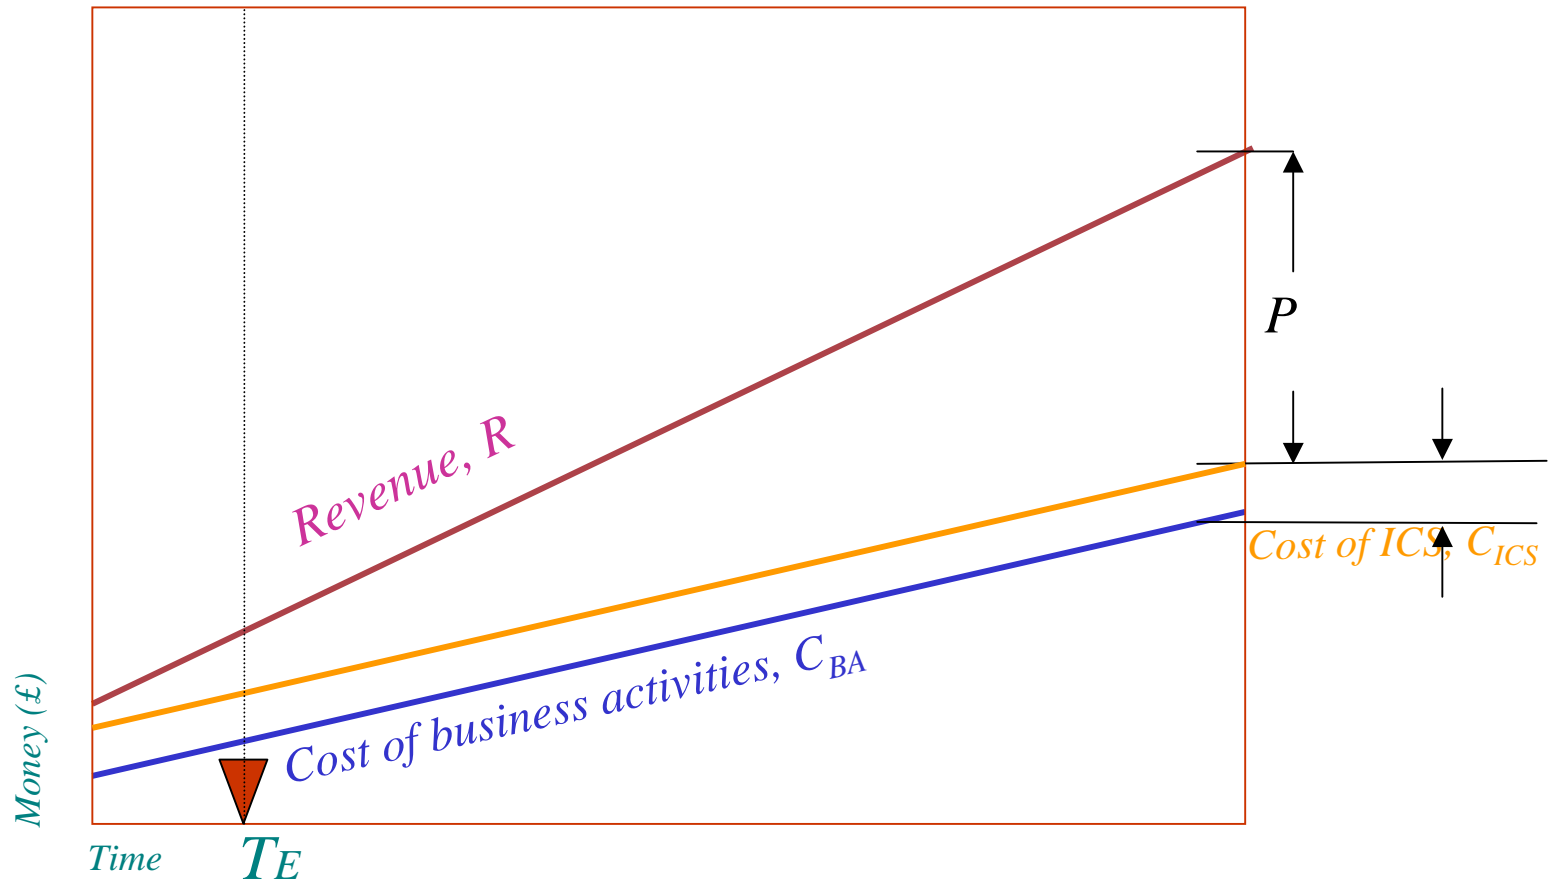 Revenue, R
P
Cost of ICS, C_ICS
Cost of business activities, C_BA
Money (£)
Time
T_E